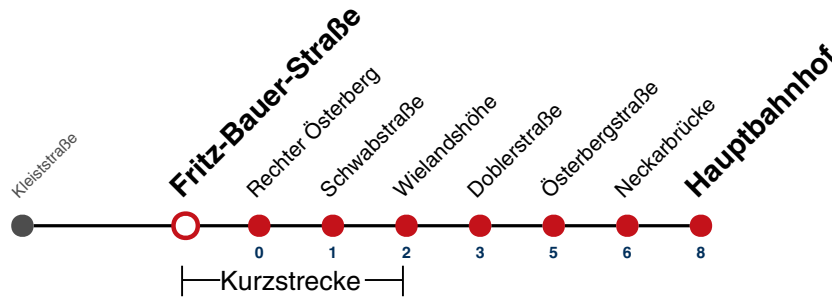 Kleiststraße
Fritz-Bauer-Straße
Rechter Österberg
Schwabstraße
Wielandshöhe
Doblerstraße
Österbergstraße
Neckarbrücke
Hauptbahnhof
0 1 2 3 5 6 8
Kurzstrecke